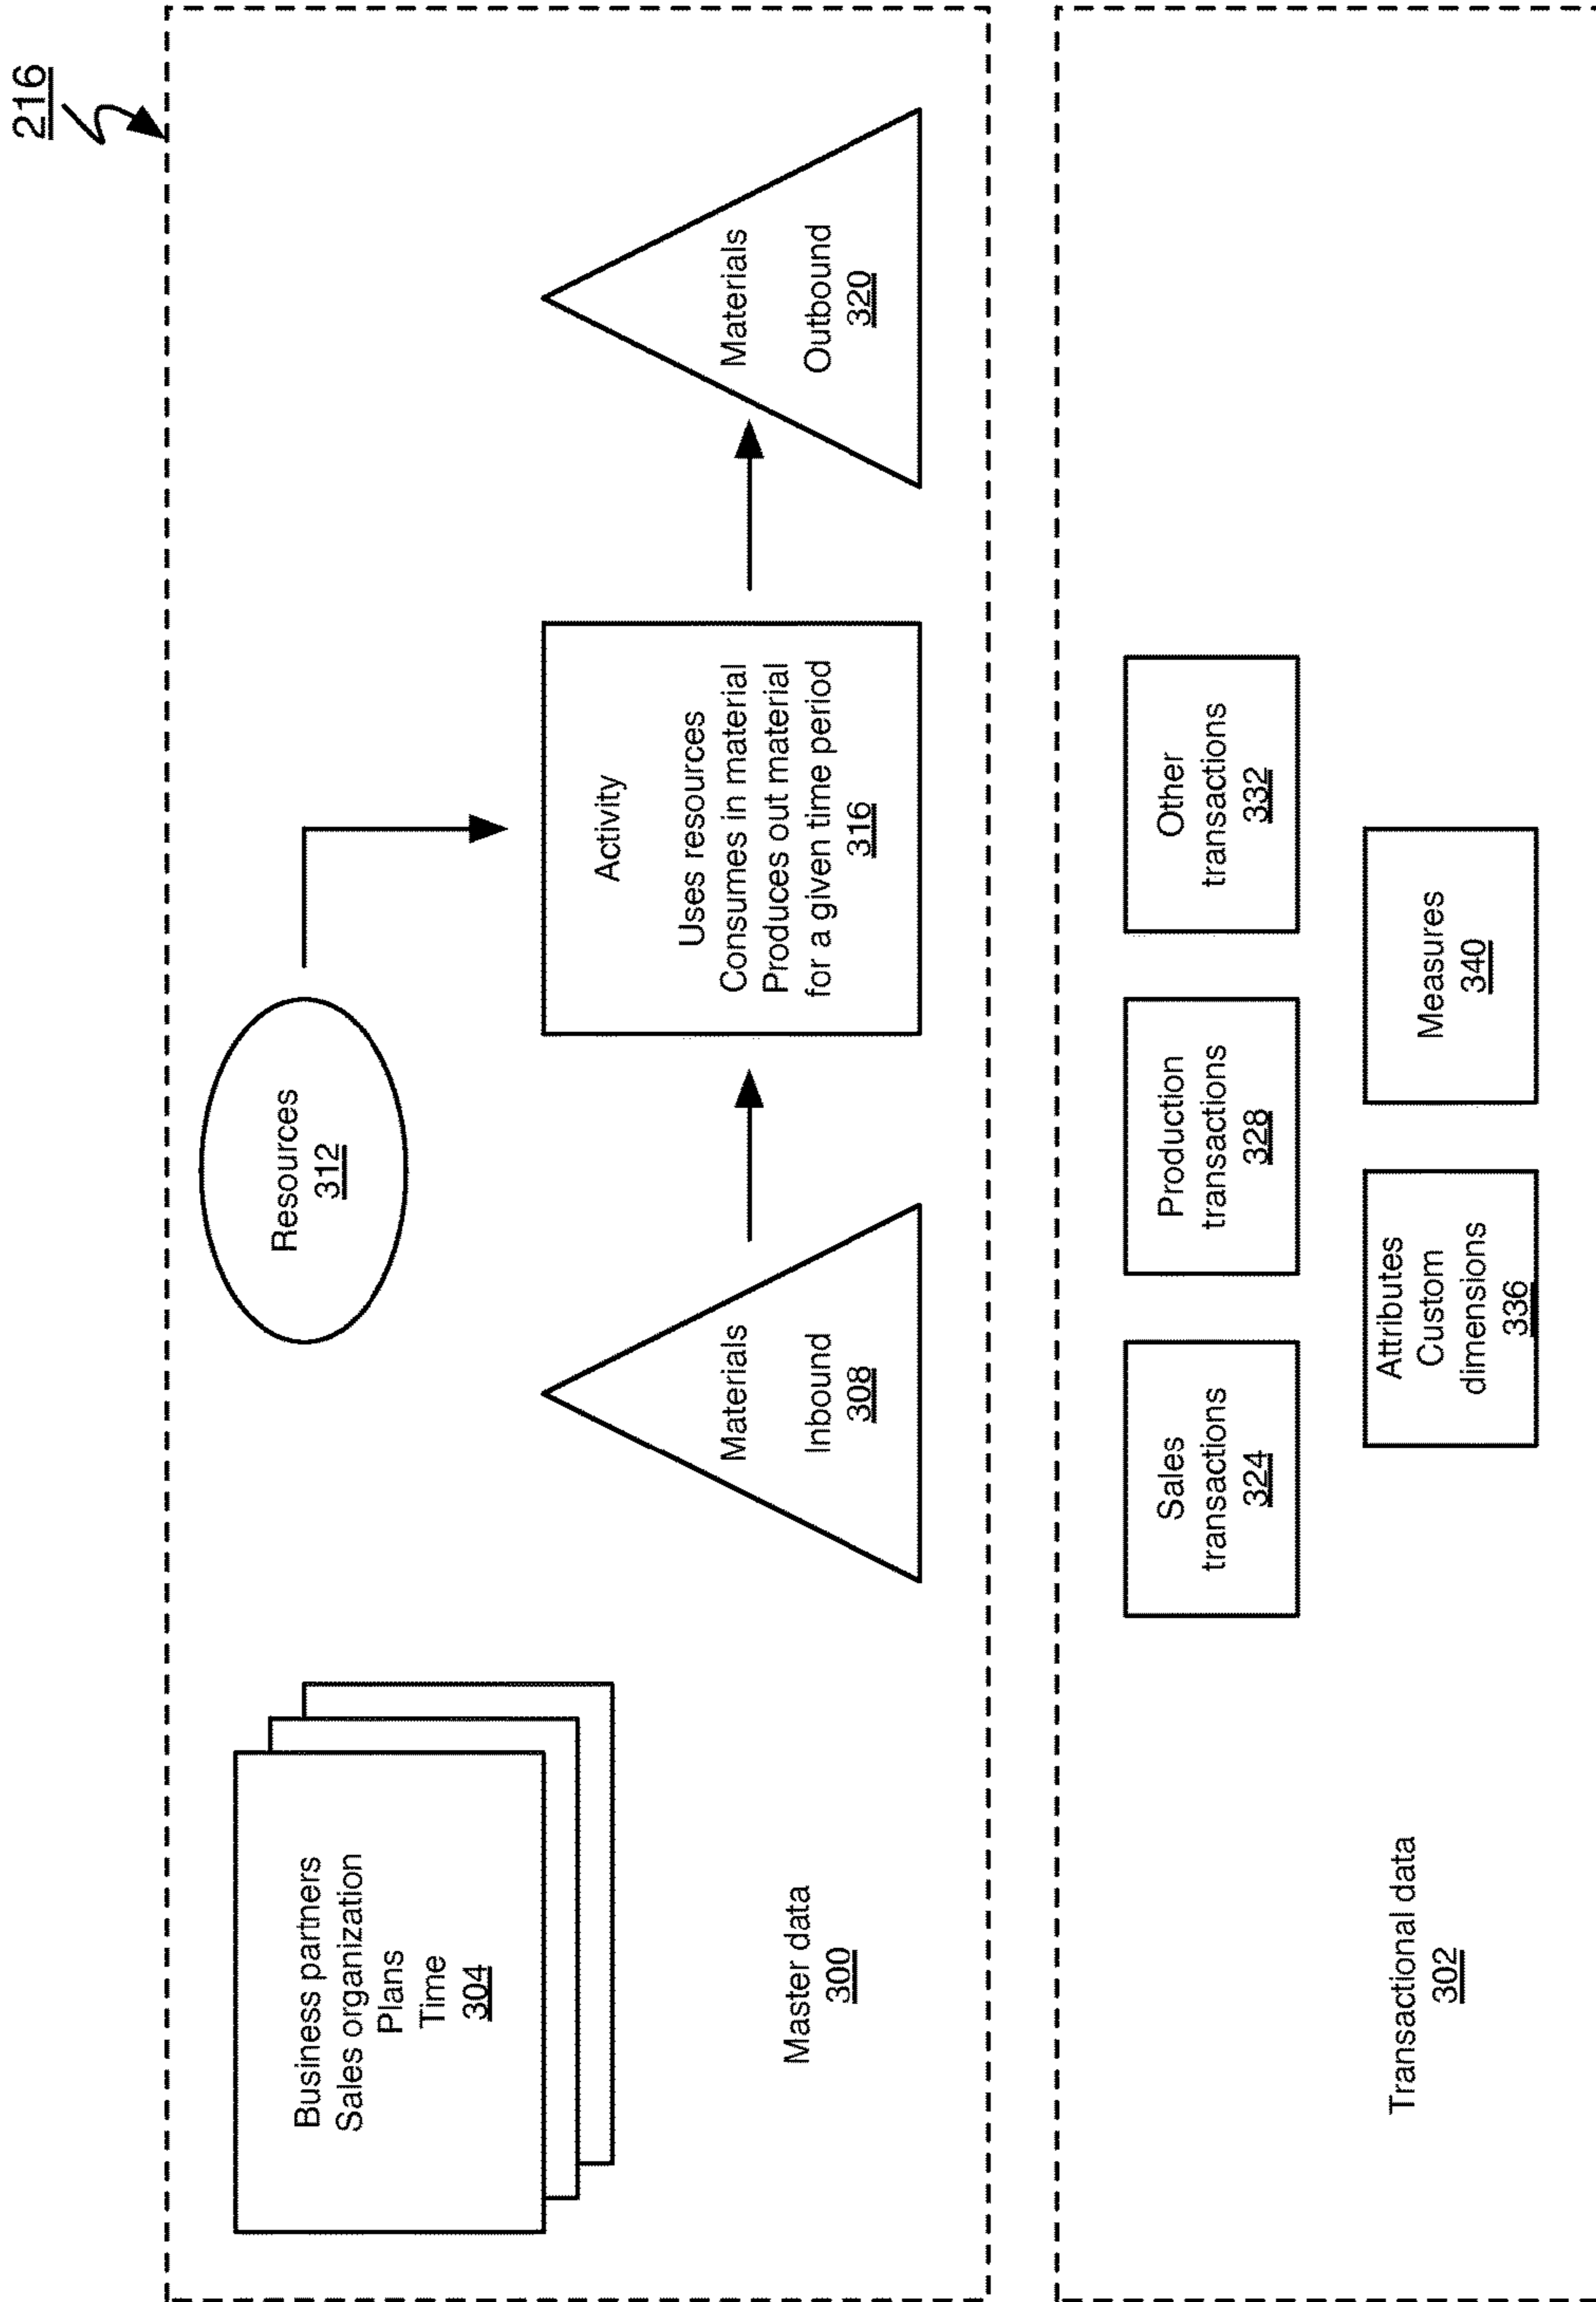 216
Business partners
Sales organization
Plans
Time
304
Resources
312
Materials
Inbound
308
Activity
Uses resources
Consumes in material
Produces out material
for a given time period
316
Materials
Outbound
320
Master data
300
Sales
transactions
324
Production
transactions
328
Other
transactions
332
Attributes
Custom
dimensions
336
Measures
340
Transactional data
302